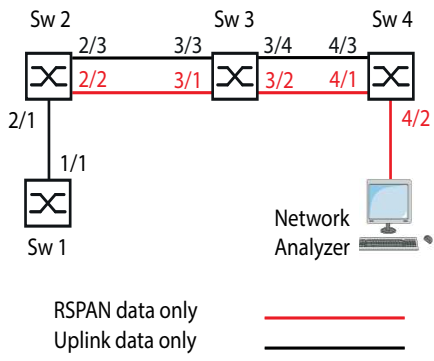 Sw 2 Sw 3 Sw 4
2/3 3/3 3/4 4/3
2/2 3/1 3/2 4/1
2/1 4/2
1/1
Sw 1
Network
Analyzer
RSPAN data only
Uplink data only